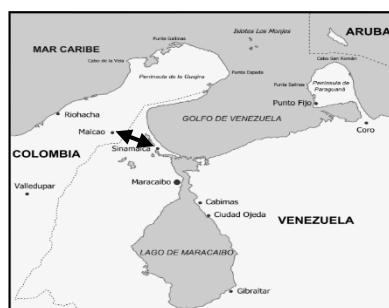 Islotes Los Monjes
ARUBA
Punta Gallinas
MAR CARIBE
Cabo San Román
Cabo de la Vela
Península de la Guajira
Punta Espada
Punta Salinas
Península de Paraguaná
Riohacha
Punto Fijo
GOLFO DE VENEZUELA
Maicao
Coro
Sinamaica
COLOMBIA
Maracaibo
Valledupar
Cabimas
Ciudad Ojeda
VENEZUELA
LAGO DE MARACAIBO
Gibraltar